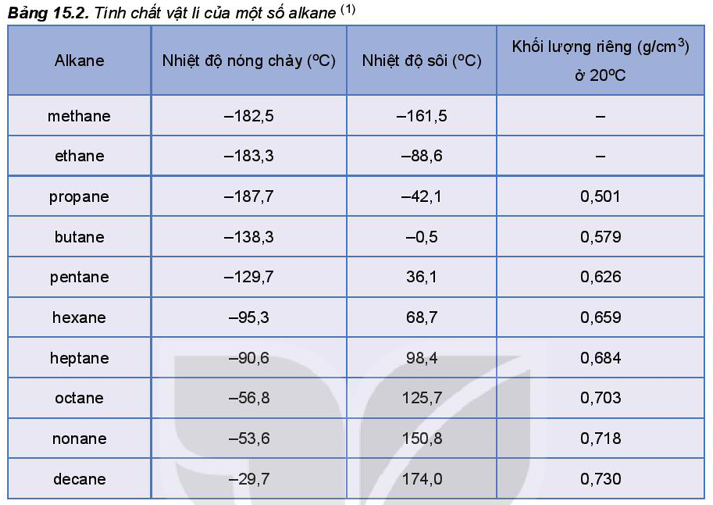 Bảng 15.2. Tính chất vật lí của một số alkane (1)
Alkane Nhiệt độ nóng chảy (ºC) Nhiệt độ sôi (ºC) Khối lượng riêng (g/cm³)
ở 20ºC
methane –182,5 –161,5 –
ethane –183,3 –88,6 –
propane –187,7 –42,1 0,501
butane –138,3 –0,5 0,579
pentane –129,7 36,1 0,626
hexane –95,3 68,7 0,659
heptane –90,6 98,4 0,684
octane –56,8 125,7 0,703
nonane –53,6 150,8 0,718
decane –29,7 174,0 0,730